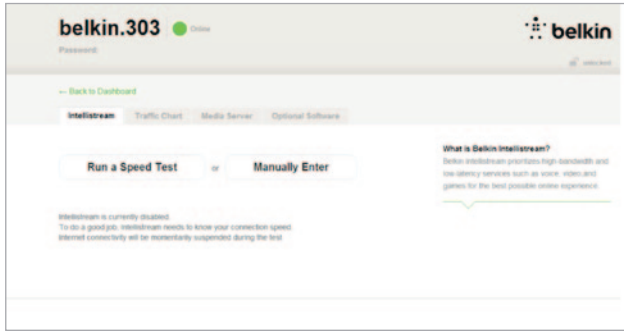 belkin.303 Online
belkin
Password:
← Back to Dashboard
Intellistream Traffic Chart Media Server Optional Software
Run a Speed Test or Manually Enter
Intellistream is currently disabled.
To do a good job, Intellistream needs to know your connection speed.
Internet connectivity will be momentarily suspended during the test
What is Belkin Intellistream?
Belkin Intellistream prioritizes high-bandwidth and
low-latency services such as voice, video and
games for the best possible online experience.